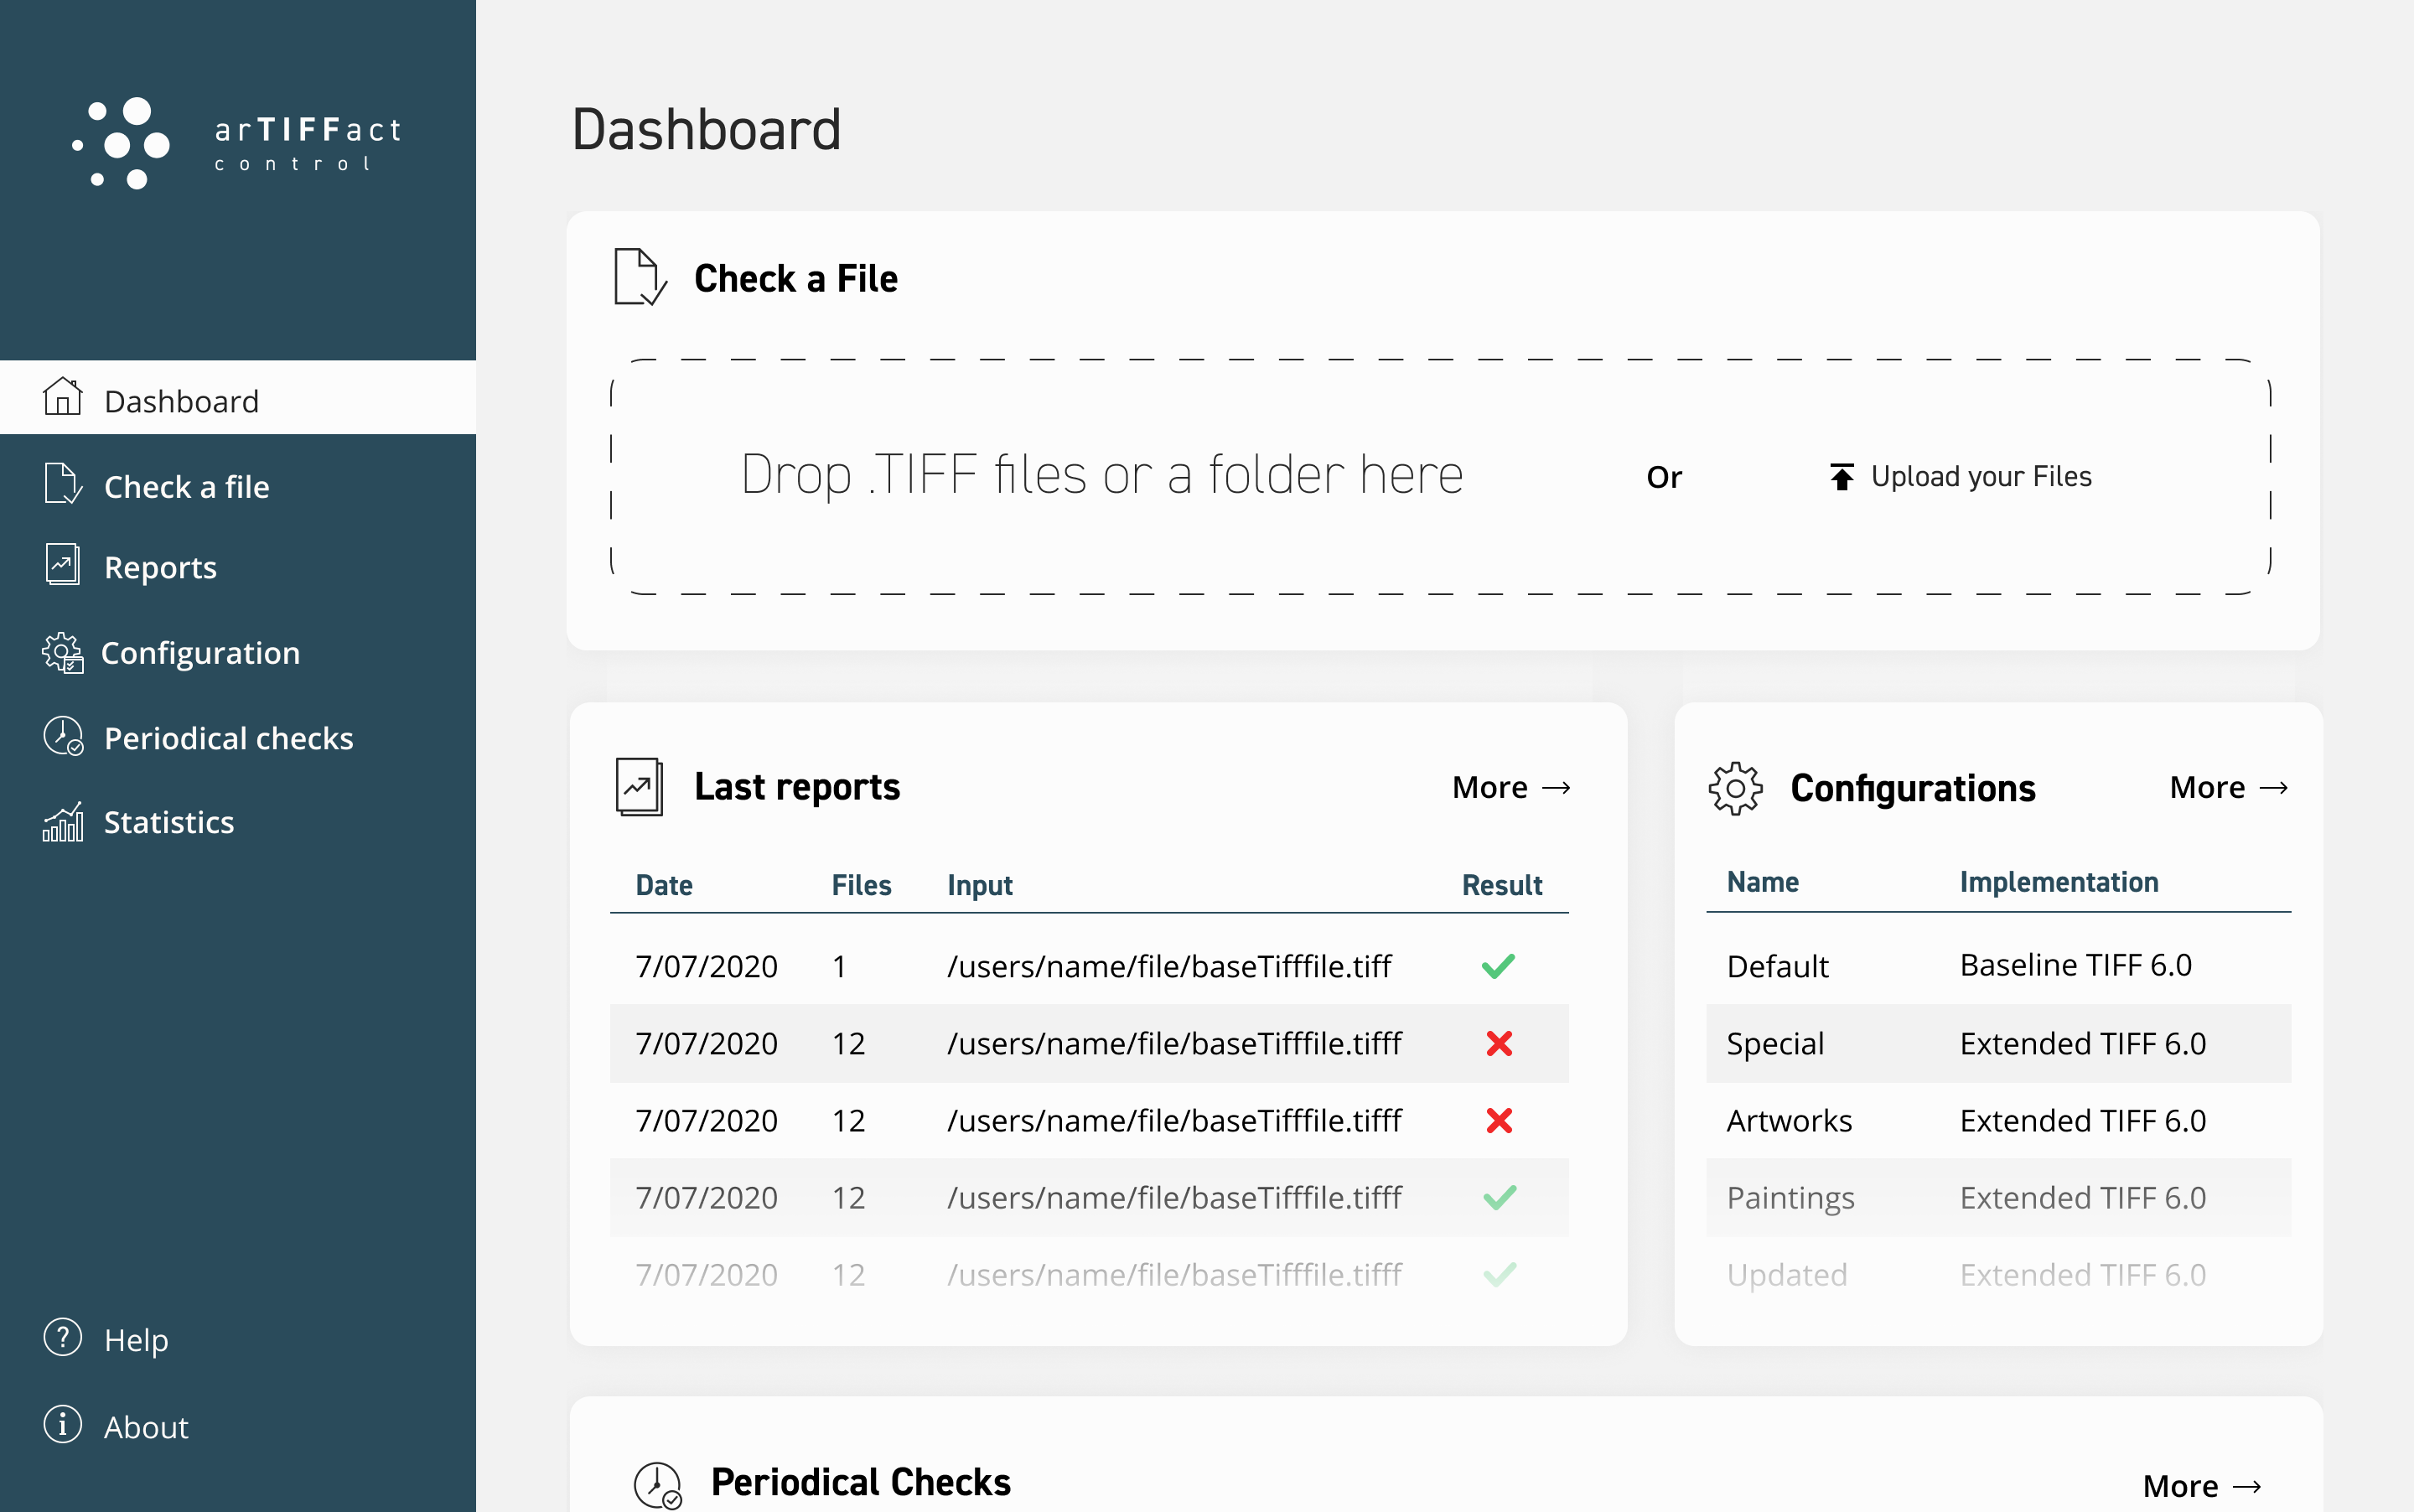 arTIFFact
control
Dashboard
Check a file
Reports
Configuration
Periodical checks
Statistics
Help
About
Dashboard
Check a File
Drop .TIFF files or a folder here Or Upload your Files
Last reports More →
Date Files Input Result
7/07/2020 1 /users/name/file/baseTifffile.tiff
7/07/2020 12 /users/name/file/baseTifffile.tifff
7/07/2020 12 /users/name/file/baseTifffile.tifff
7/07/2020 12 /users/name/file/baseTifffile.tifff
7/07/2020 12 /users/name/file/baseTifffile.tifff
Configurations More →
Name Implementation
Default Baseline TIFF 6.0
Special Extended TIFF 6.0
Artworks Extended TIFF 6.0
Paintings Extended TIFF 6.0
Updated Extended TIFF 6.0
Periodical Checks More →